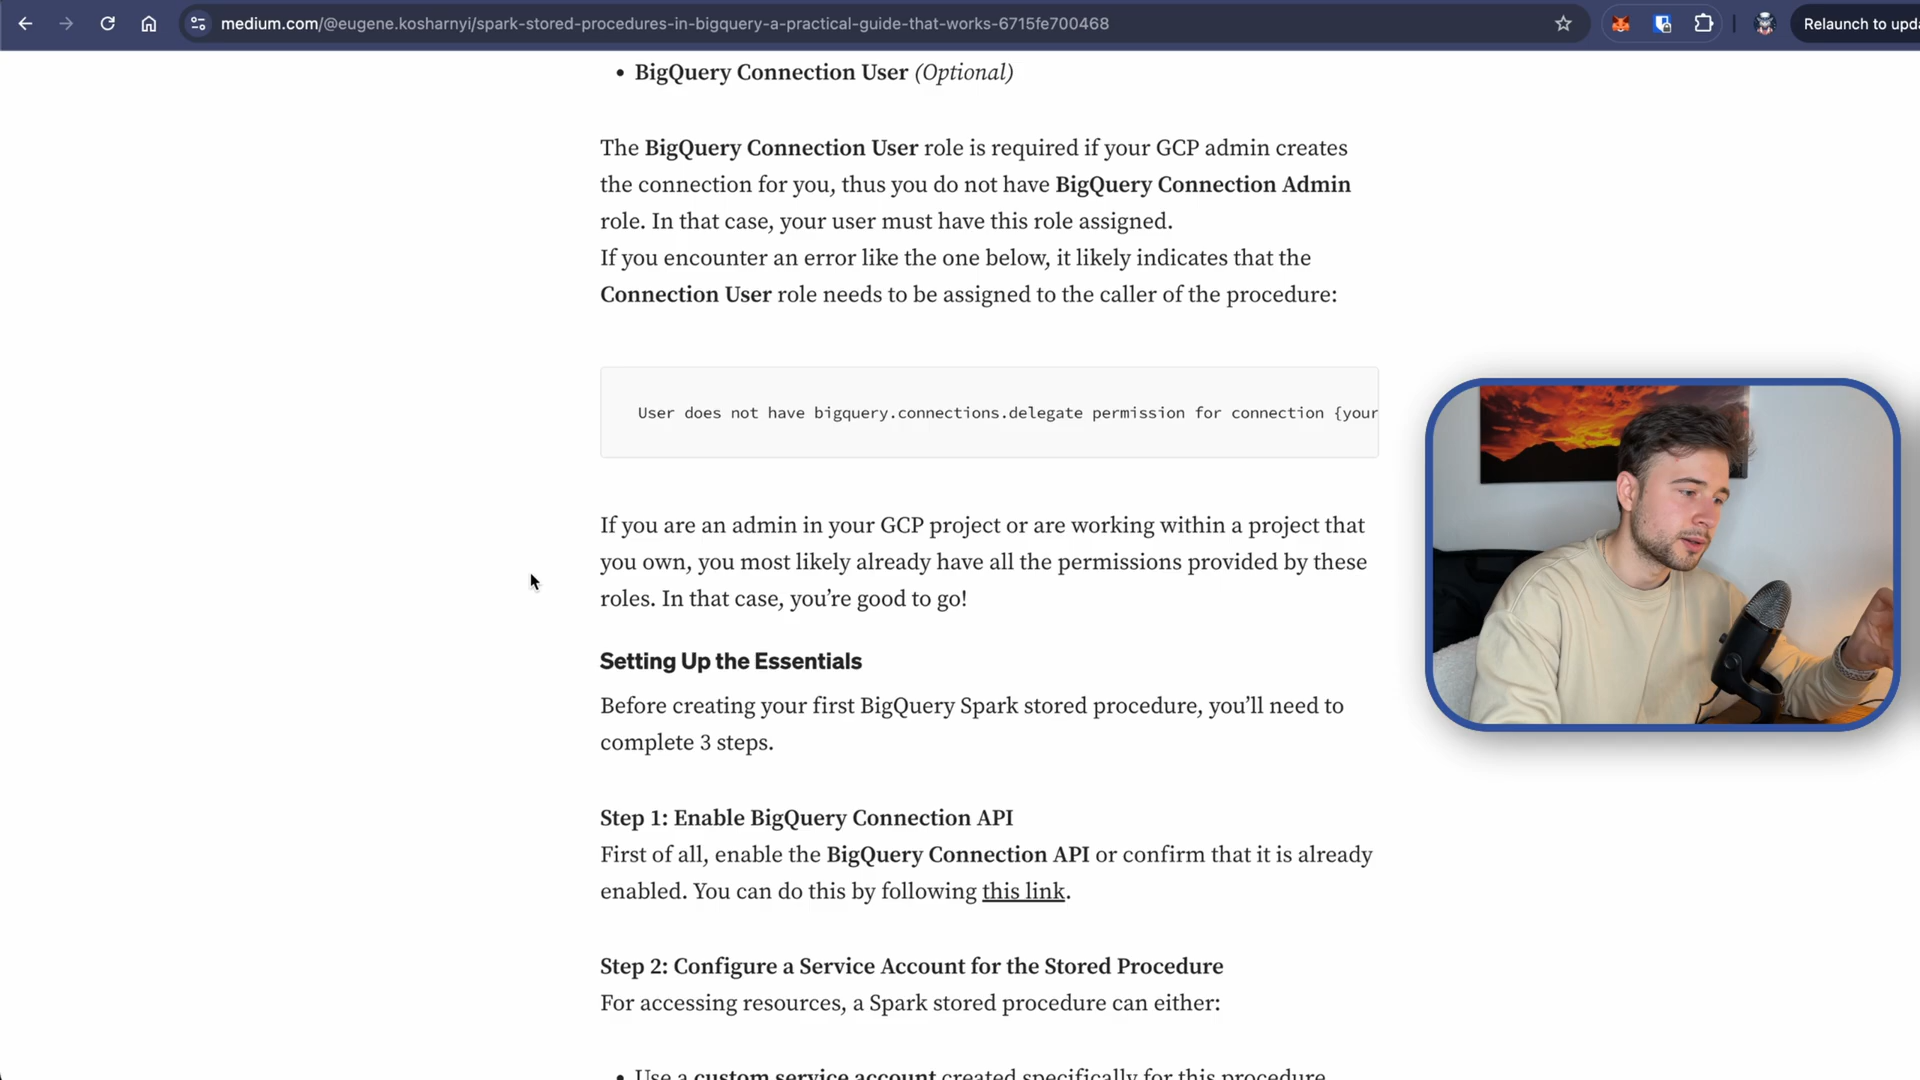 medium.com/@eugene.kosharnyi/spark-stored-procedures-in-bigquery-a-practical-guide-that-works-6715fe700468
Relaunch to upda
• BigQuery Connection User (Optional)
The BigQuery Connection User role is required if your GCP admin creates
the connection for you, thus you do not have BigQuery Connection Admin
role. In that case, your user must have this role assigned.
If you encounter an error like the one below, it likely indicates that the
Connection User role needs to be assigned to the caller of the procedure:
User does not have bigquery.connections.delegate permission for connection {your
If you are an admin in your GCP project or are working within a project that
you own, you most likely already have all the permissions provided by these
roles. In that case, you’re good to go!
Setting Up the Essentials
Before creating your first BigQuery Spark stored procedure, you’ll need to
complete 3 steps.
Step 1: Enable BigQuery Connection API
First of all, enable the BigQuery Connection API or confirm that it is already
enabled. You can do this by following this link.
Step 2: Configure a Service Account for the Stored Procedure
For accessing resources, a Spark stored procedure can either:
• Use a custom service account created specifically for this procedure